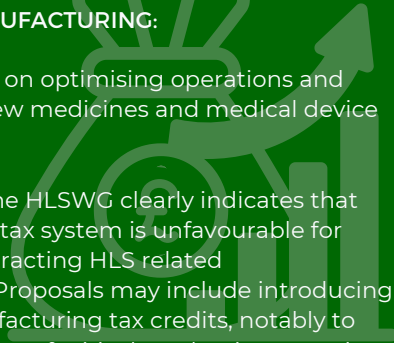 UFACTURING:
on optimising operations and
ew medicines and medical device
ne HLSWG clearly indicates that
tax system is unfavourable for
racting HLS related
Proposals may include introducing
facturing tax credits, notably to
£